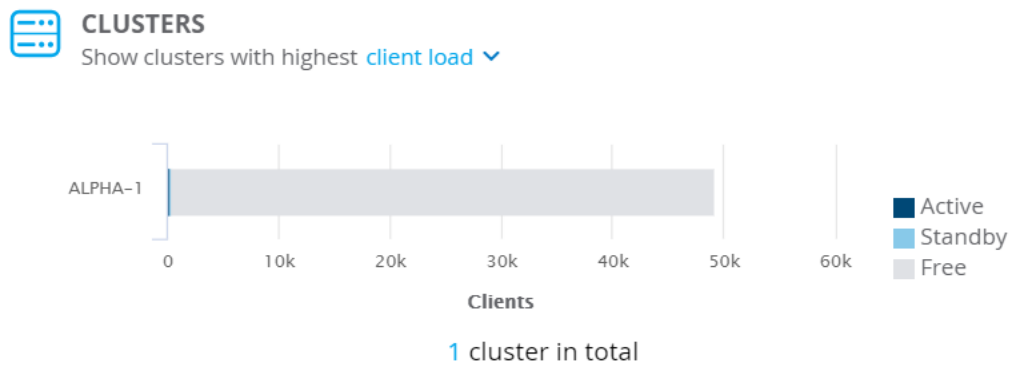 CLUSTERS
Show clusters with highest client load
ALPHA-1
Active
Standby
Free
0 10k 20k 30k 40k 50k 60k
Clients
1 cluster in total